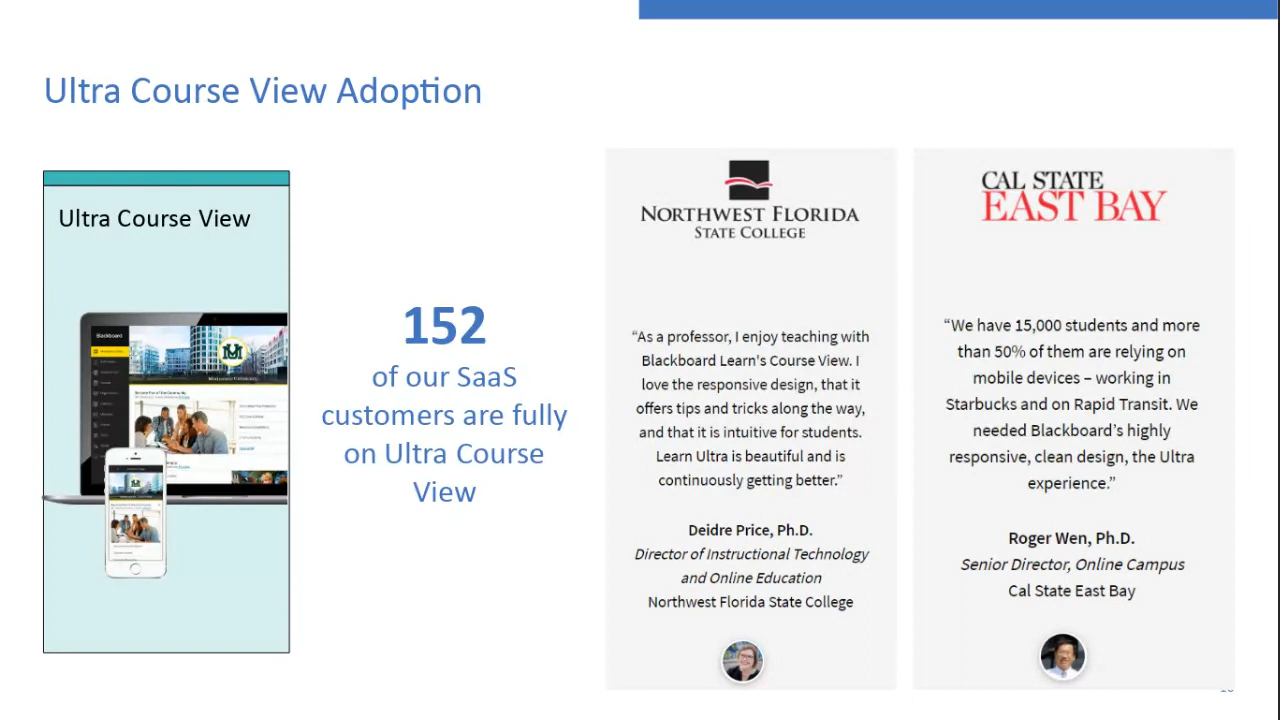 Ultra Course View Adoption
Ultra Course View
Blackboard
152
of our SaaS
customers are fully
on Ultra Course
View
NORTHWEST FLORIDA
STATE COLLEGE
“As a professor, I enjoy teaching with
Blackboard Learn's Course View. I
love the responsive design, that it
offers tips and tricks along the way,
and that it is intuitive for students.
Learn Ultra is beautiful and is
continuously getting better.”
Deidre Price, Ph.D.
Director of Instructional Technology
and Online Education
Northwest Florida State College
CAL STATE
EAST BAY
“We have 15,000 students and more
than 50% of them are relying on
mobile devices – working in
Starbucks and on Rapid Transit. We
needed Blackboard’s highly
responsive, clean design, the Ultra
experience.”
Roger Wen, Ph.D.
Senior Director, Online Campus
Cal State East Bay